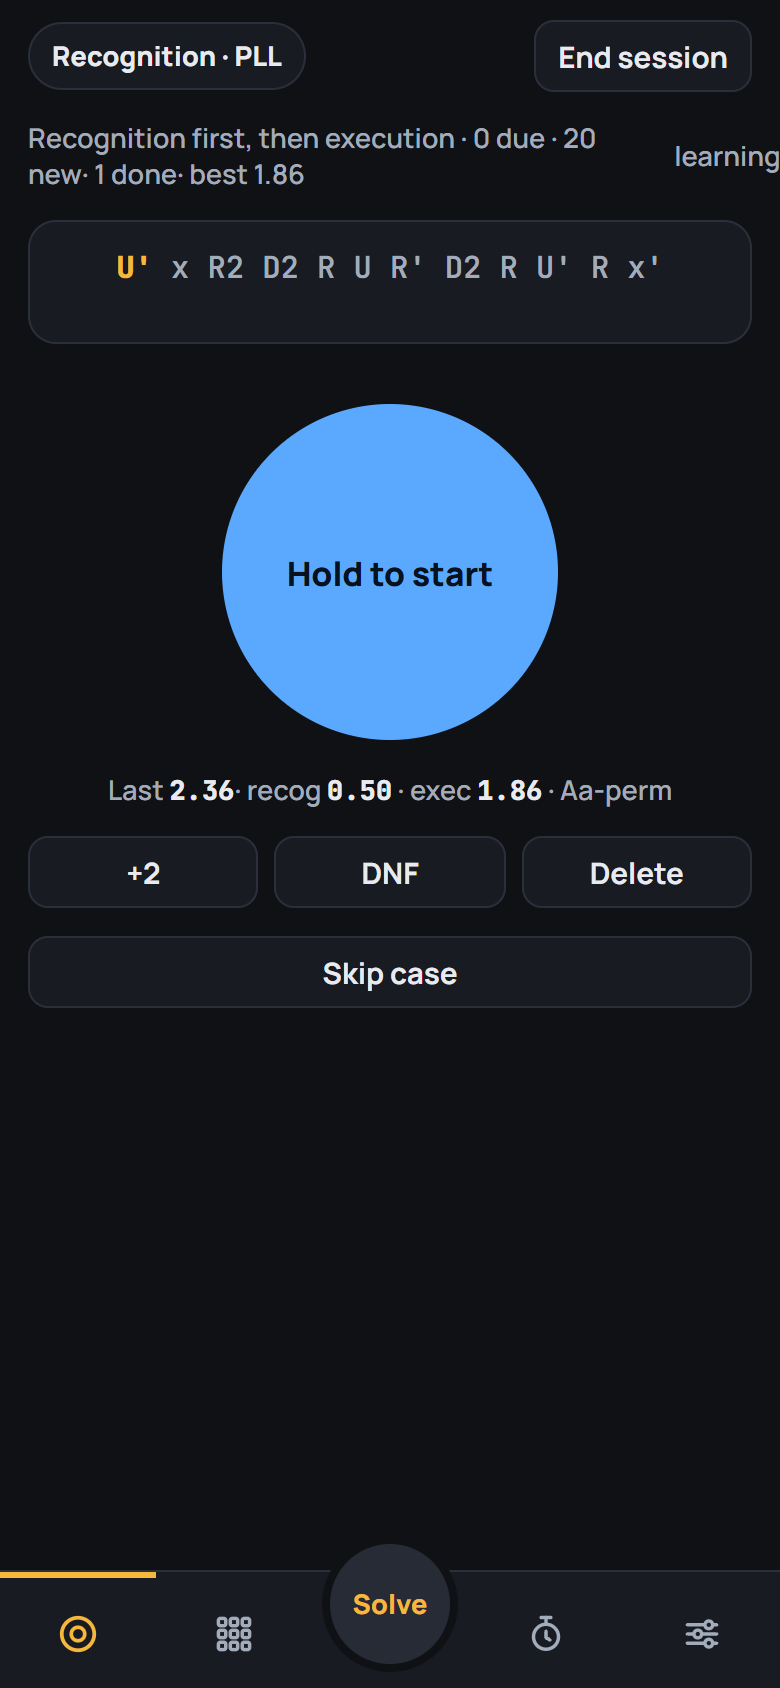 Recognition · PLL
End session
Recognition first, then execution · 0 due · 20
new· 1 done· best 1.86
learning
U' x R2 D2 R U R' D2 R U' R x'
Hold to start
Last 2.36· recog 0.50 · exec 1.86 · Aa-perm
+2
DNF
Delete
Skip case
Solve